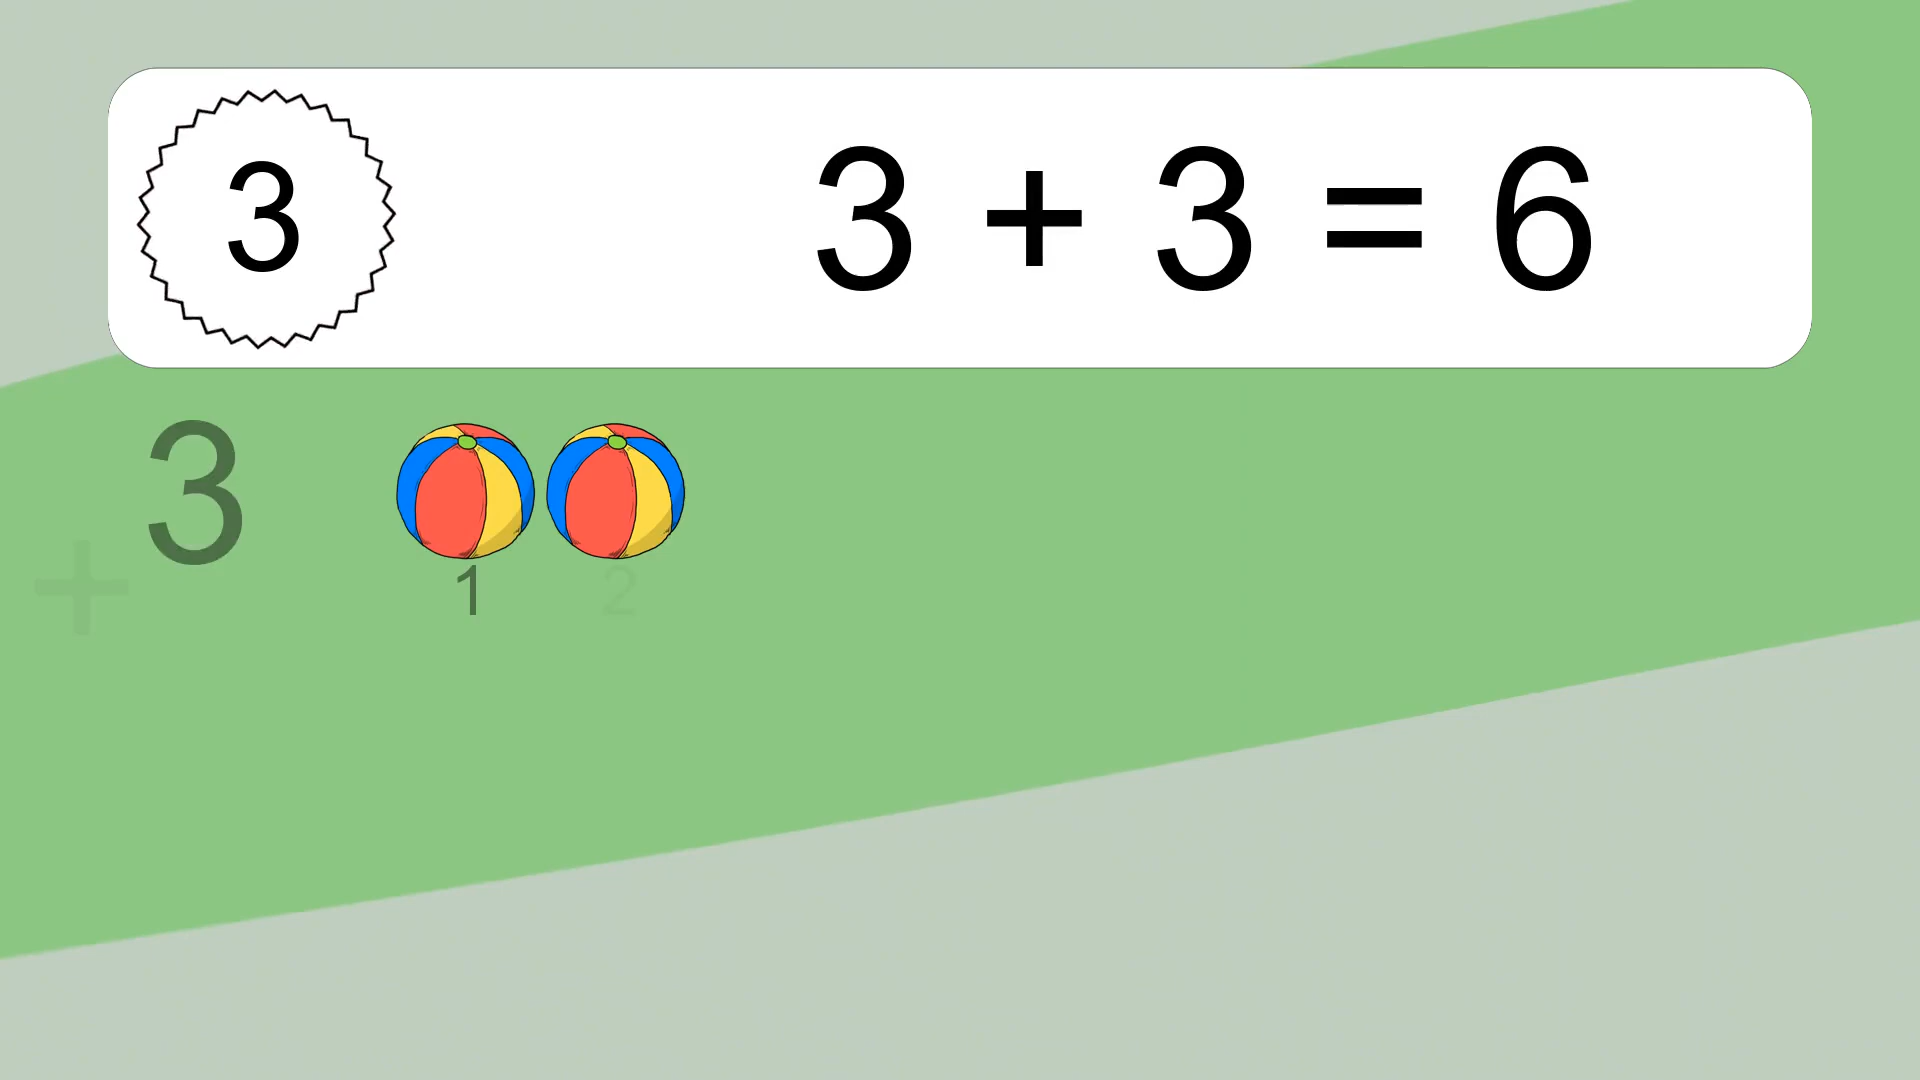 3
3 + 3 = 6
3
+
1 2